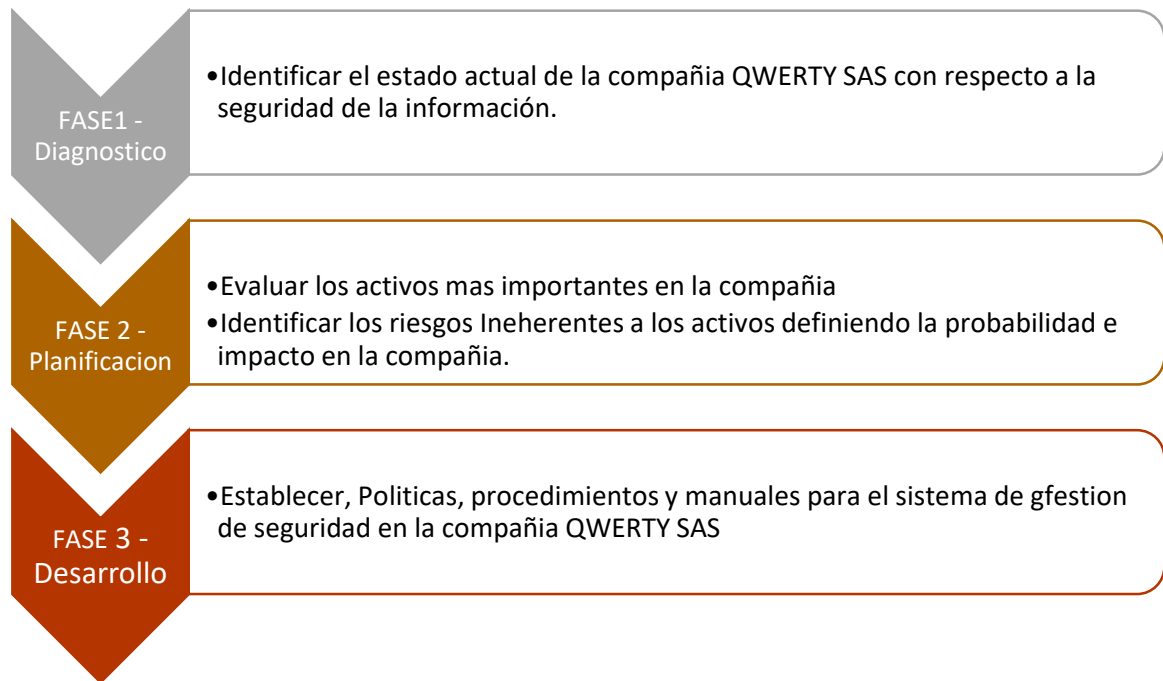 FASE1 -
Diagnostico
•Identificar el estado actual de la compañia QWERTY SAS con respecto a la
seguridad de la información.
FASE 2 -
Planificacion
•Evaluar los activos mas importantes en la compañia
•Identificar los riesgos Ineherentes a los activos definiendo la probabilidad e
impacto en la compañia.
FASE 3 -
Desarrollo
•Establecer, Politicas, procedimientos y manuales para el sistema de gfestion
de seguridad en la compañia QWERTY SAS